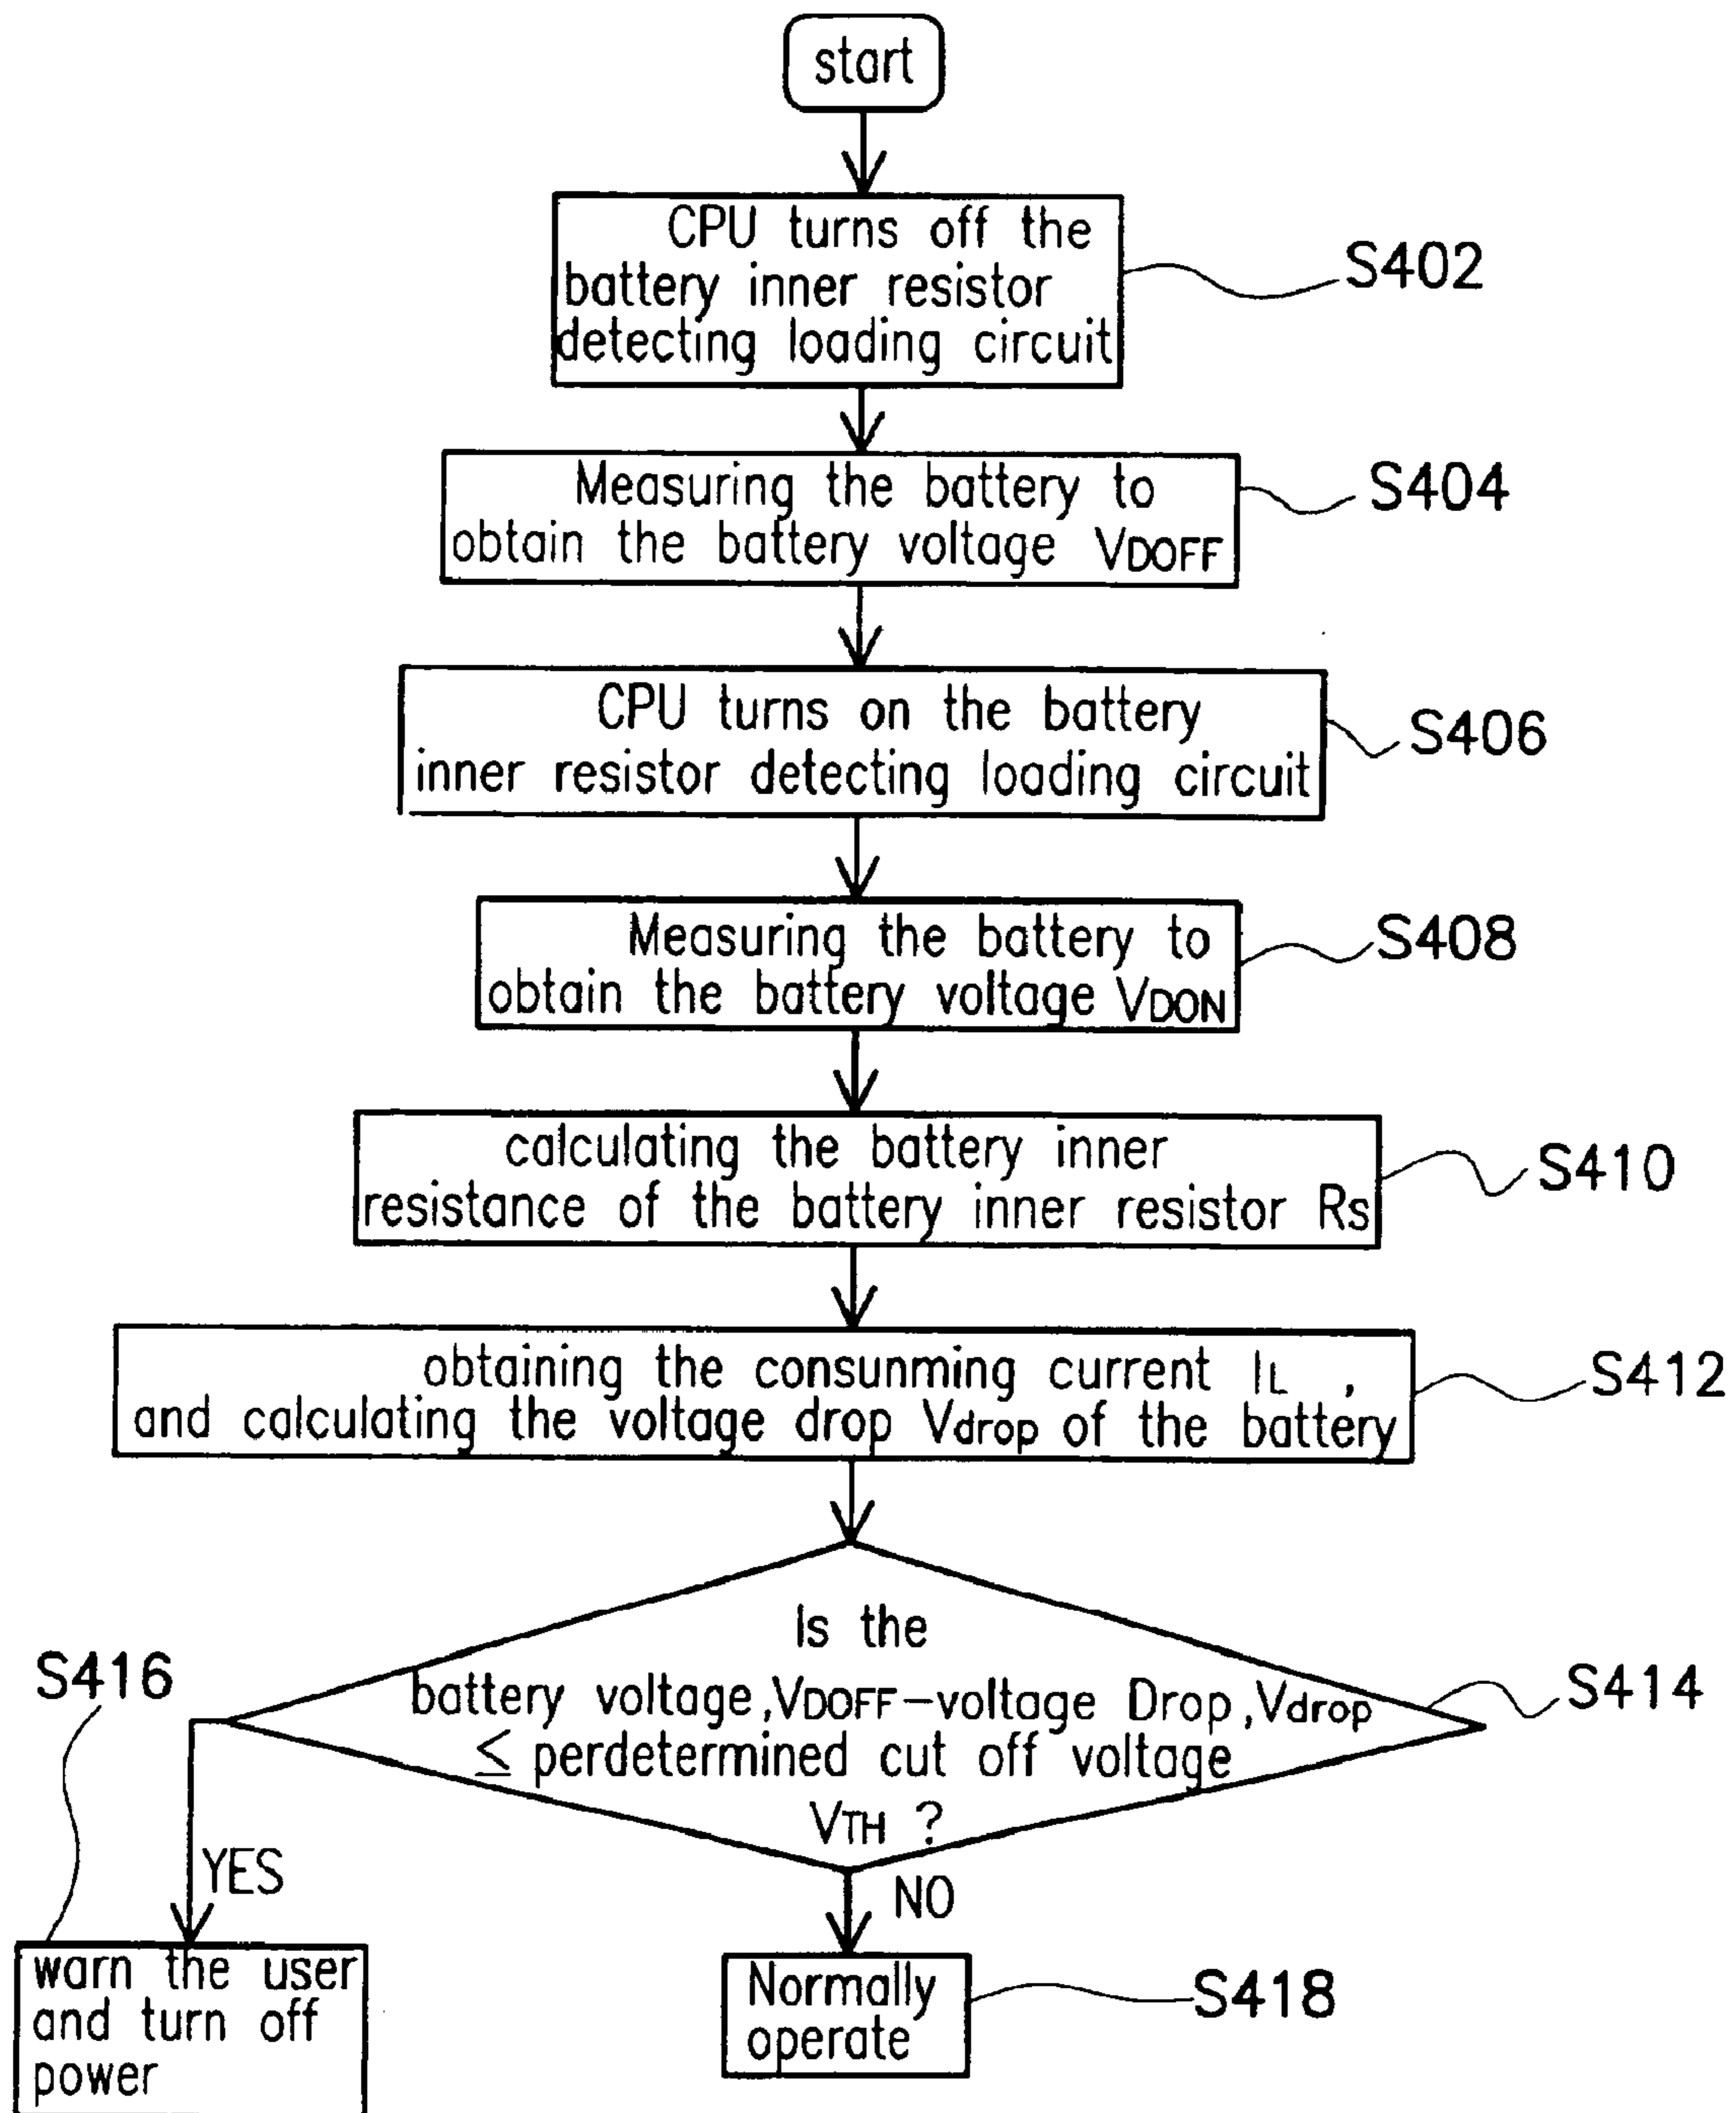 start
CPU turns off the
battery inner resistor
detecting loading circuit
S402
Measuring the battery to
obtain the battery voltage VDOFF
S404
CPU turns on the battery
inner resistor detecting loading circuit
S406
Measuring the battery to
obtain the battery voltage VDON
S408
calculating the battery inner
resistance of the battery inner resistor Rs
S410
obtaining the consunming current IL ,
and calculating the voltage drop Vdrop of the battery
S412
Is the
battery voltage,VDOFF-voltage Drop,Vdrop
≤ perdetermined cut off voltage
VTH ?
S414
S416
YES
NO
warn the user
and turn off
power
Normally
operate
S418